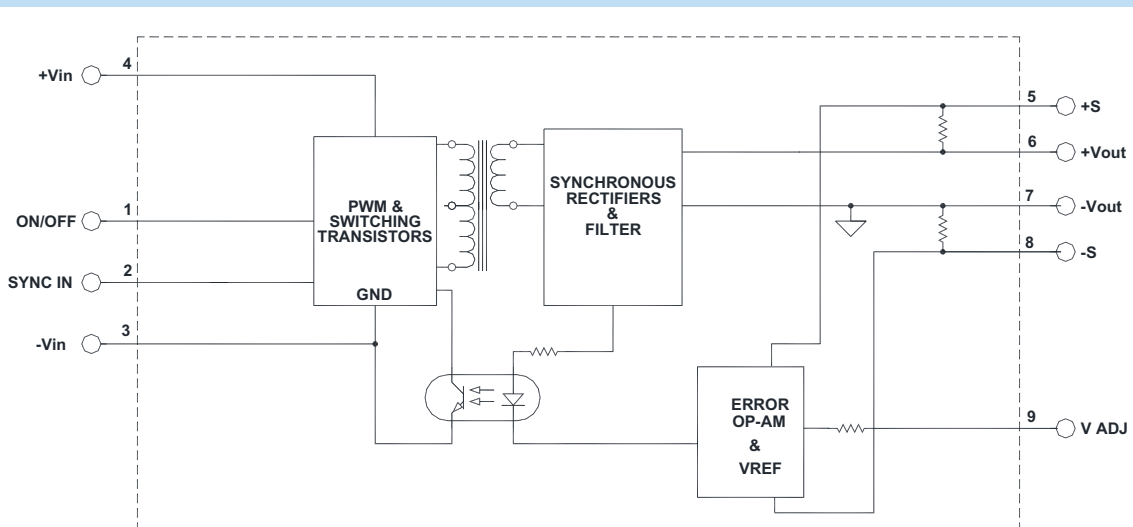 4
+Vin
5
+S
6
+Vout
SYNCHRONOUS
RECTIFIERS
&
FILTER
PWM &
SWITCHING
TRANSISTORS
1
ON/OFF
7
-Vout
8
-S
2
SYNC IN
GND
3
-Vin
ERROR
OP-AM
&
VREF
9
V ADJ